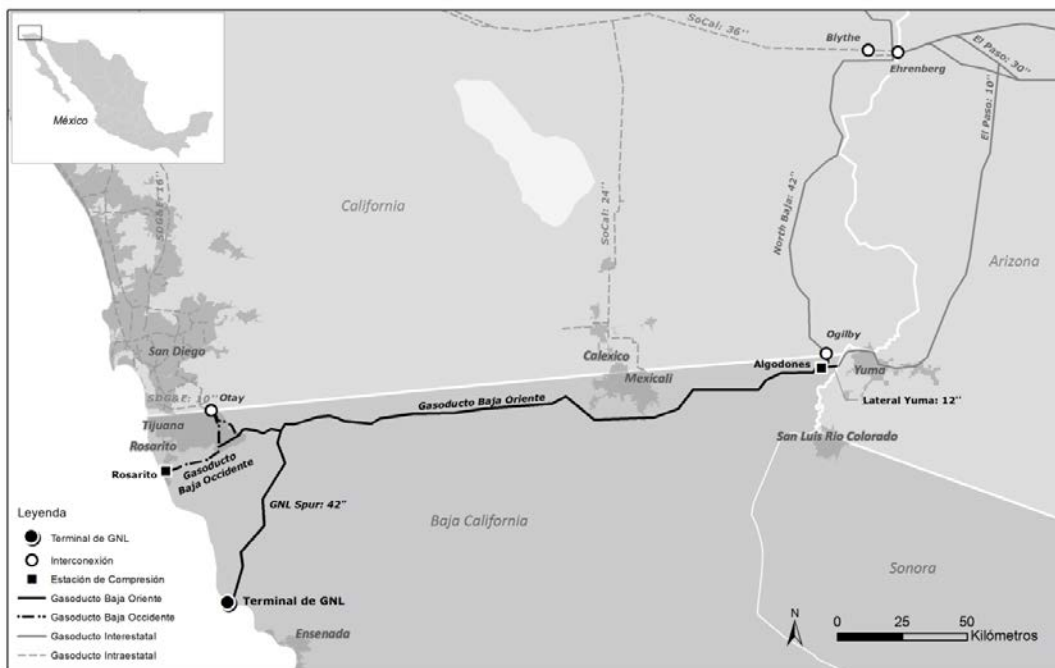 México
SoCal: 36"
Blythe
Ehrenberg
El Paso: 30"
El Paso: 10"
SDG&E: 16"
California
SoCal: 24"
North Baja: 42"
Arizona
San Diego
Calexico
Mexicali
Ogilby
Algodones
Yuma
Lateral Yuma: 12"
SDG&E: 10"
Otay
Gasoducto Baja Oriente
Tijuana
Rosarito
Rosarito
Gasoducto
Baja Occidente
San Luis Rio Colorado
GNL Spur: 42"
Baja California
Sonora
Terminal de GNL
Ensenada
Leyenda
Terminal de GNL
Interconexión
Estación de Compresión
Gasoducto Baja Oriente
Gasoducto Baja Occidente
Gasoducto Interestatal
Gasoducto Intraestatal
N
0 25 50
Kilómetros